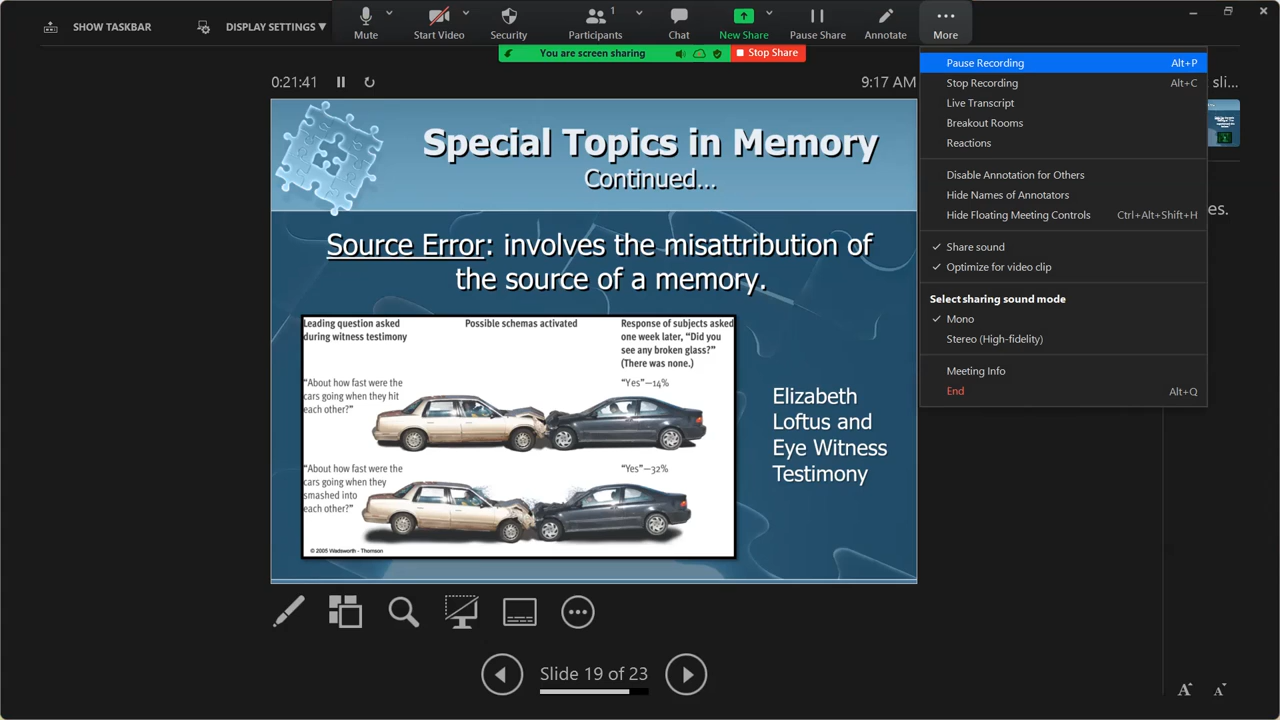 SHOW TASKBAR
DISPLAY SETTINGS ▼
Mute
Start Video
Security
1
Participants
Chat
New Share
Pause Share
Annotate
More
You are screen sharing
Stop Share
0:21:41
9:17 AM
Pause Recording Alt+P
Stop Recording Alt+C
Live Transcript
Breakout Rooms
Reactions
Disable Annotation for Others
Hide Names of Annotators
Hide Floating Meeting Controls Ctrl+Alt+Shift+H
Share sound
Optimize for video clip
Select sharing sound mode
Mono
Stereo (High-fidelity)
Meeting Info
End Alt+Q
sli...
es.
Special Topics in Memory
Continued...
Source Error: involves the misattribution of
the source of a memory.
Leading question asked
during witness testimony
Possible schemas activated
Response of subjects asked
one week later, "Did you
see any broken glass?"
(There was none.)
"About how fast were the
cars going when they hit
each other?"
"Yes"—14%
"About how fast were the
cars going when they
smashed into
each other?"
"Yes"—32%
© 2005 Wadsworth - Thomson
Elizabeth
Loftus and
Eye Witness
Testimony
Slide 19 of 23
A A